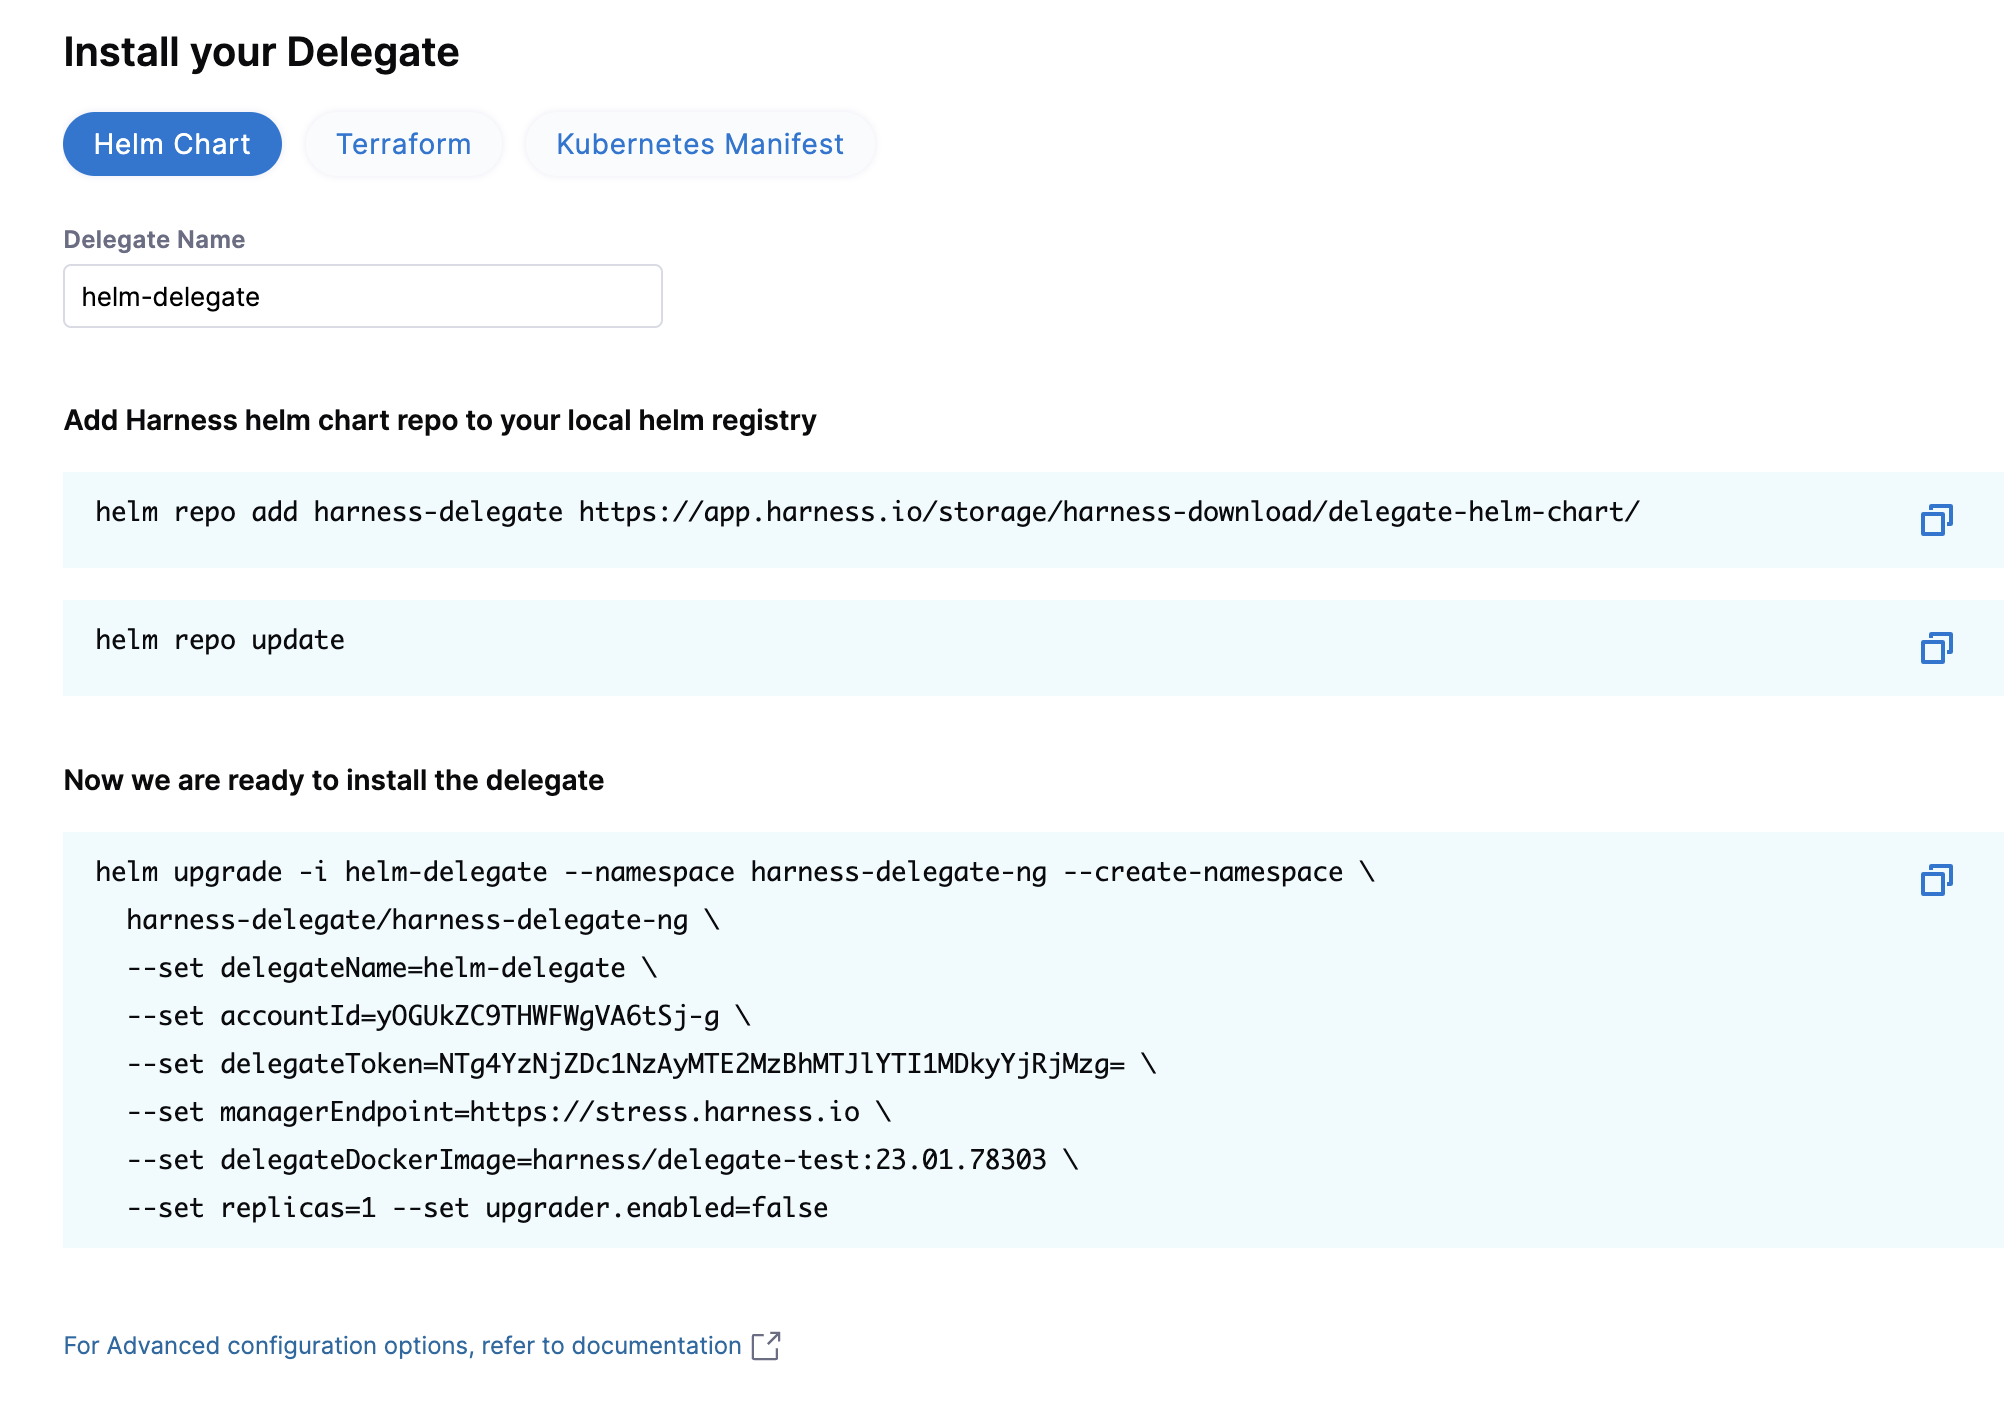 Install your Delegate
Helm Chart
Terraform
Kubernetes Manifest
Delegate Name
helm-delegate
Add Harness helm chart repo to your local helm registry
helm repo add harness-delegate https://app.harness.io/storage/harness-download/delegate-helm-chart/
helm repo update
Now we are ready to install the delegate
helm upgrade -i helm-delegate --namespace harness-delegate-ng --create-namespace \
harness-delegate/harness-delegate-ng \
--set delegateName=helm-delegate \
--set accountId=yOGUkZC9THWFWgVA6tSj-g \
--set delegateToken=NTg4YzNjZDc1NzAyMTE2MzBhMTJlYTI1MDkyYjRjMzg= \
--set managerEndpoint=https://stress.harness.io \
--set delegateDockerImage=harness/delegate-test:23.01.78303 \
--set replicas=1 --set upgrader.enabled=false
For Advanced configuration options, refer to documentation